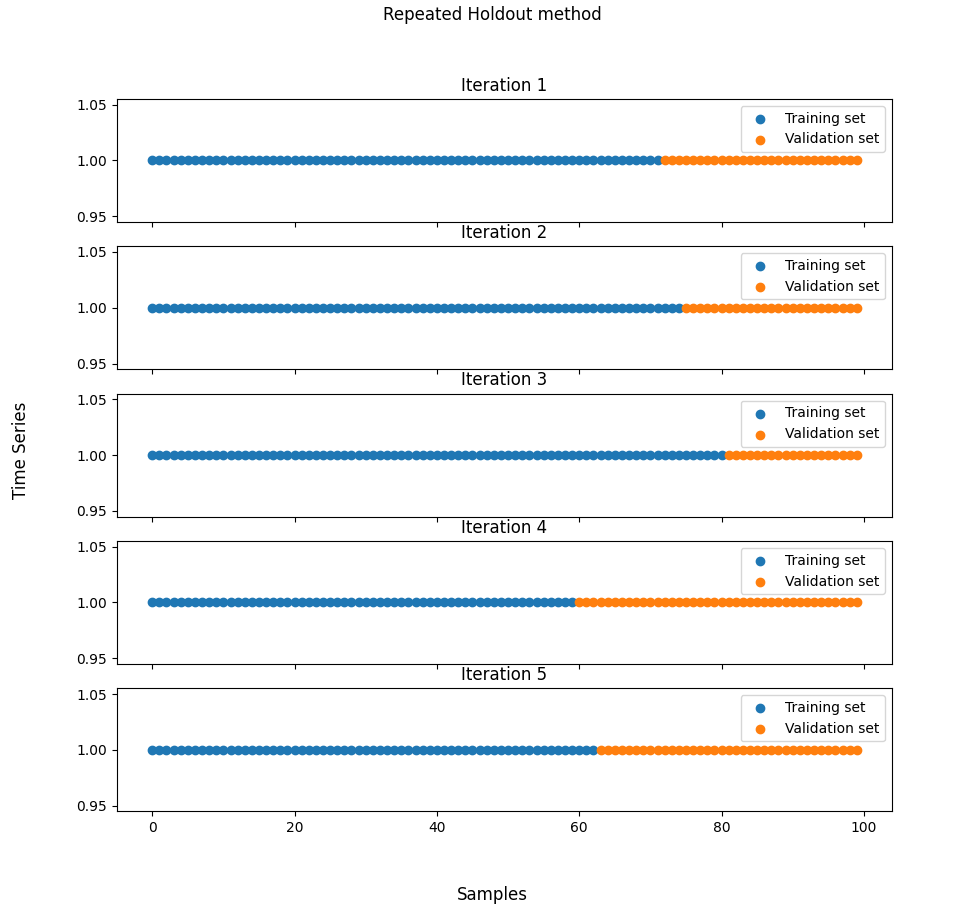 Repeated Holdout method
Iteration 1
1.05
1.00
0.95
Training set
Validation set
Iteration 2
1.05
1.00
0.95
Training set
Validation set
Iteration 3
1.05
1.00
0.95
Training set
Validation set
Iteration 4
1.05
1.00
0.95
Training set
Validation set
Iteration 5
1.05
1.00
0.95
Training set
Validation set
0 20 40 60 80 100
Time Series
Samples